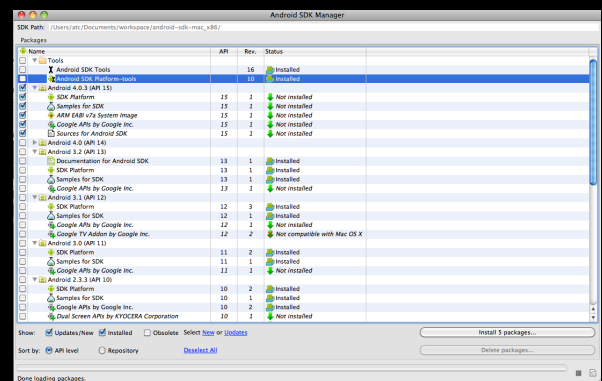 Android SDK Manager
SDK Path: /Users/atc/Documents/workspace/android-sdk-mac_x86/
Packages
Name API Rev. Status
Tools
Android SDK Tools 16 Installed
Android SDK Platform-tools 10 Installed
Android 4.0.3 (API 15)
SDK Platform 15 1 Not installed
Samples for SDK 15 1 Not installed
ARM EABI v7a System Image 15 1 Not installed
Google APIs by Google Inc. 15 1 Not installed
Sources for Android SDK 15 1 Not installed
Android 4.0 (API 14)
Android 3.2 (API 13)
Documentation for Android SDK 13 1 Installed
SDK Platform 13 1 Installed
Samples for SDK 13 1 Installed
Google APIs by Google Inc. 13 1 Not installed
Android 3.1 (API 12)
SDK Platform 12 3 Installed
Samples for SDK 12 1 Installed
Google APIs by Google Inc. 12 1 Not installed
Google TV Addon by Google Inc. 12 2 Not compatible with Mac OS X
Android 3.0 (API 11)
SDK Platform 11 2 Installed
Samples for SDK 11 1 Installed
Google APIs by Google Inc. 11 1 Not installed
Android 2.3.3 (API 10)
SDK Platform 10 2 Installed
Samples for SDK 10 1 Installed
Google APIs by Google Inc. 10 2 Installed
Dual Screen APIs by KYOCERA Corporation 10 1 Not installed
Show: Updates/New Installed Obsolete Select New or Updates Install 5 packages...
Sort by: API level Repository Deselect All Delete packages...
Done loading packages.